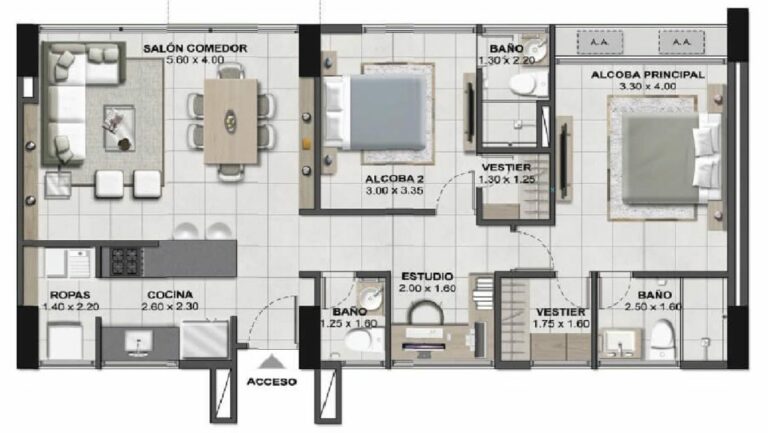 SALÓN COMEDOR
5.60 x 4.00
BAÑO
1.30 x 2.20
A.A.
A.A.
ALCOBA PRINCIPAL
3.30 x 4.00
ALCOBA 2
3.00 x 3.35
VESTIER
1.30 x 1.25
ROPAS
1.40 x 2.20
COCINA
2.60 x 2.30
BAÑO
1.25 x 1.60
ESTUDIO
2.00 x 1.60
VESTIER
1.75 x 1.60
BAÑO
2.50 x 1.60
ACCESO